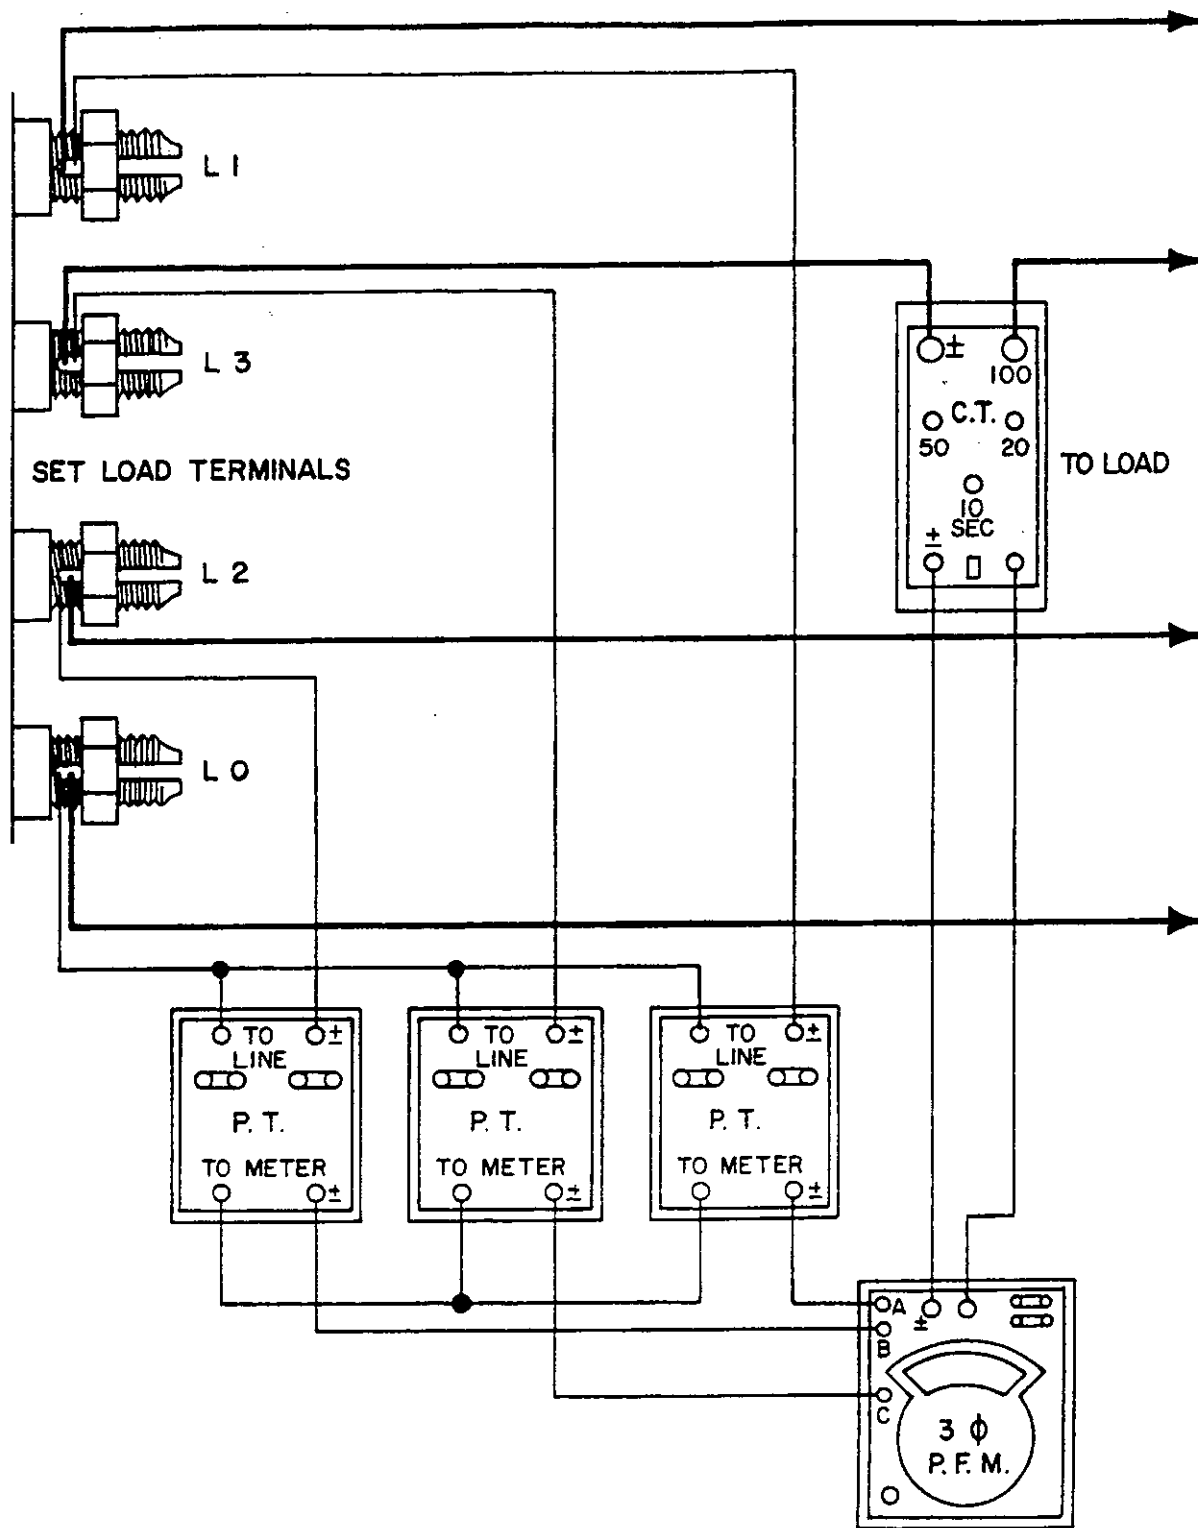 L 1
L 3
SET LOAD TERMINALS
L 2
L 0
±
100
C.T.
50
20
10
SEC
±
TO LOAD
TO
LINE
±
P. T.
TO METER
±
TO
LINE
±
P. T.
TO METER
±
TO
LINE
±
P. T.
TO METER
±
A
±
B
C
3 ϕ
P. F. M.